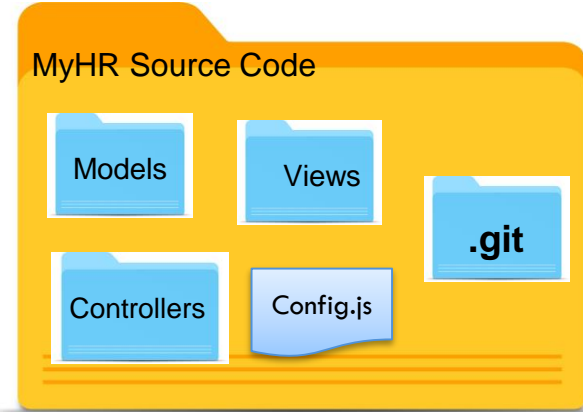 MyHR Source Code
Models
Views
.git
Controllers
Config.js